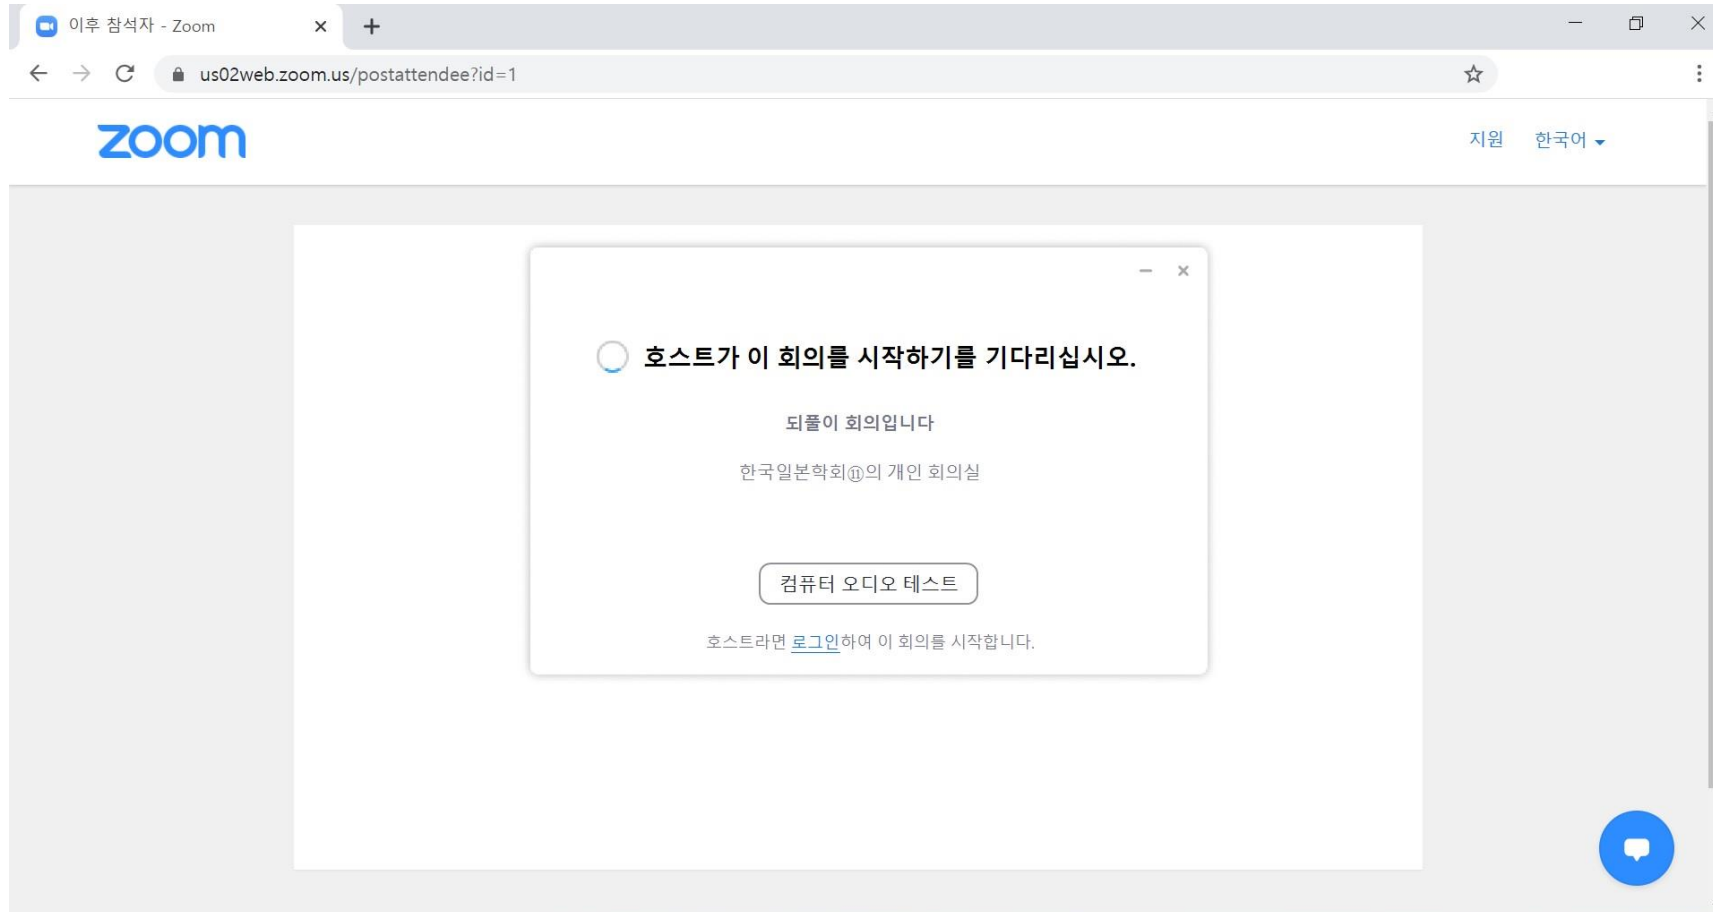 이후 참석자 - Zoom
us02web.zoom.us/postattendee?id=1
zoom
지원 한국어
호스트가 이 회의를 시작하기를 기다리십시오.
되풀이 회의입니다
한국일본학회⑪의 개인 회의실
컴퓨터 오디오 테스트
호스트라면 로그인하여 이 회의를 시작합니다.